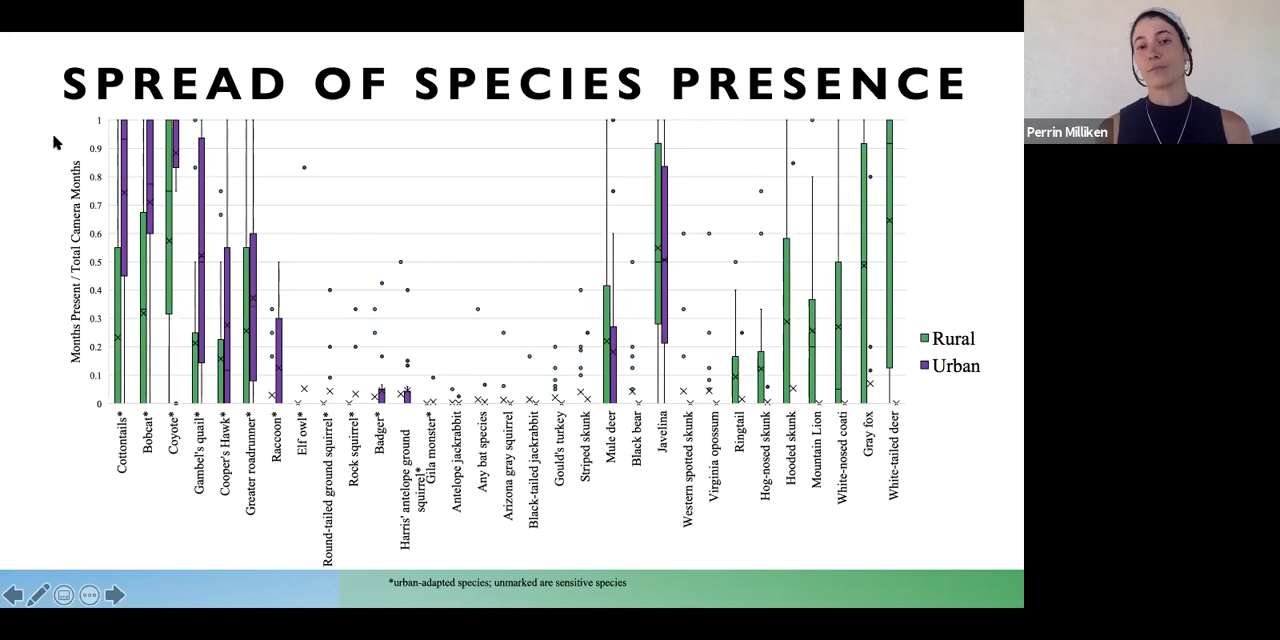 SPREAD OF SPECIES PRESENCE
Perrin Milliken
Months Present / Total Camera Months
1
0.9
0.8
0.7
0.6
0.5
0.4
0.3
0.2
0.1
0
Cottontails*
Bobcat*
Coyote*
Gambel's quail*
Cooper's Hawk*
Greater roadrunner*
Raccoon*
Elf owl*
Round-tailed ground squirrel*
Rock squirrel*
Badger*
Harris' antelope ground
squirrel*
Gila monster*
Antelope jackrabbit
Any bat species
Arizona gray squirrel
Black-tailed jackrabbit
Gould's turkey
Striped skunk
Mule deer
Black bear
Javelina
Western spotted skunk
Virginia opossum
Ringtail
Hog-nosed skunk
Hooded skunk
Mountain Lion
White-nosed coati
Gray fox
White-tailed deer
Rural
Urban
*urban-adapted species; unmarked are sensitive species